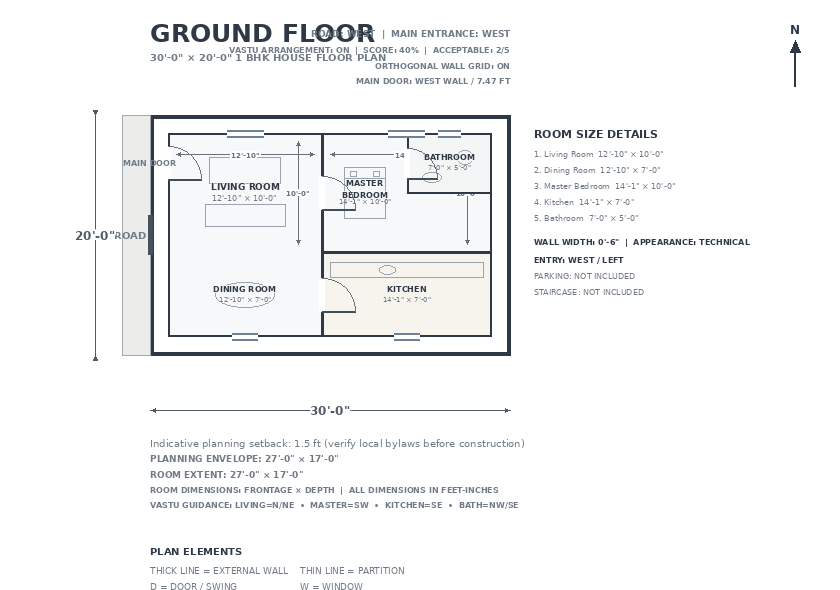 GROUND FLOOR
ROAD: WEST | MAIN ENTRANCE: WEST
VASTU ARRANGEMENT: ON | SCORE: 40% | ACCEPTABLE: 2/5
30'-0" × 20'-0" 1 BHK HOUSE FLOOR PLAN
ORTHOGONAL WALL GRID: ON
MAIN DOOR: WEST WALL / 7.47 FT
N
MAIN DOOR
ROAD
20'-0"
12'-10"
10'-0"
LIVING ROOM
12'-10" × 10'-0"
14
MASTER
BEDROOM
14'-1" × 10'-0"
BATHROOM
7'-0" × 5'-0"
DINING ROOM
12'-10" × 7'-0"
KITCHEN
14'-1" × 7'-0"
30'-0"
ROOM SIZE DETAILS
1. Living Room 12'-10" × 10'-0"
2. Dining Room 12'-10" × 7'-0"
3. Master Bedroom 14'-1" × 10'-0"
4. Kitchen 14'-1" × 7'-0"
5. Bathroom 7'-0" × 5'-0"
WALL WIDTH: 0'-6" | APPEARANCE: TECHNICAL
ENTRY: WEST / LEFT
PARKING: NOT INCLUDED
STAIRCASE: NOT INCLUDED
Indicative planning setback: 1.5 ft (verify local bylaws before construction)
PLANNING ENVELOPE: 27'-0" × 17'-0"
ROOM EXTENT: 27'-0" × 17'-0"
ROOM DIMENSIONS: FRONTAGE × DEPTH | ALL DIMENSIONS IN FEET-INCHES
VASTU GUIDANCE: LIVING=N/NE • MASTER=SW • KITCHEN=SE • BATH=NW/SE
PLAN ELEMENTS
THICK LINE = EXTERNAL WALL THIN LINE = PARTITION
D = DOOR / SWING W = WINDOW